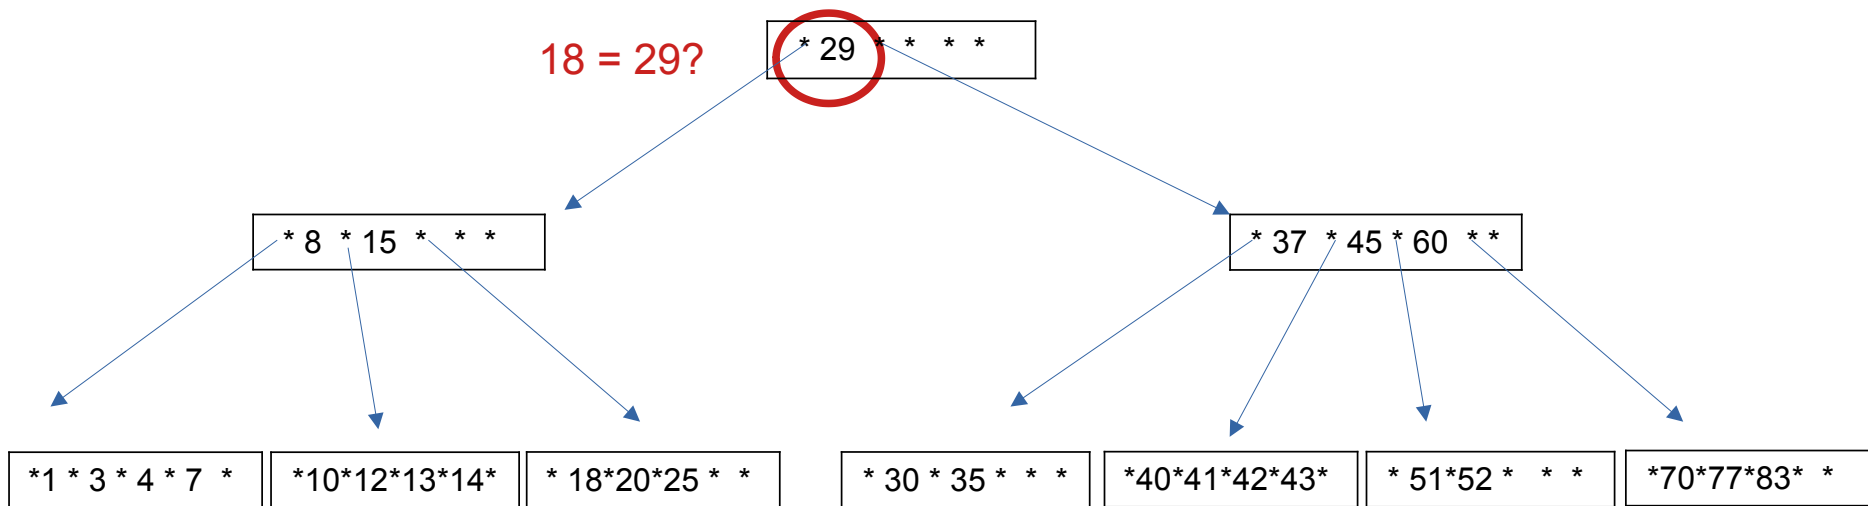 18 = 29?
* 29 * * * *
* 8 * 15 * * *
* 37 * 45 * 60 * *
*1 * 3 * 4 * 7 *
*10*12*13*14*
* 18*20*25 * *
* 30 * 35 * * *
*40*41*42*43*
* 51*52 * * *
*70*77*83* *